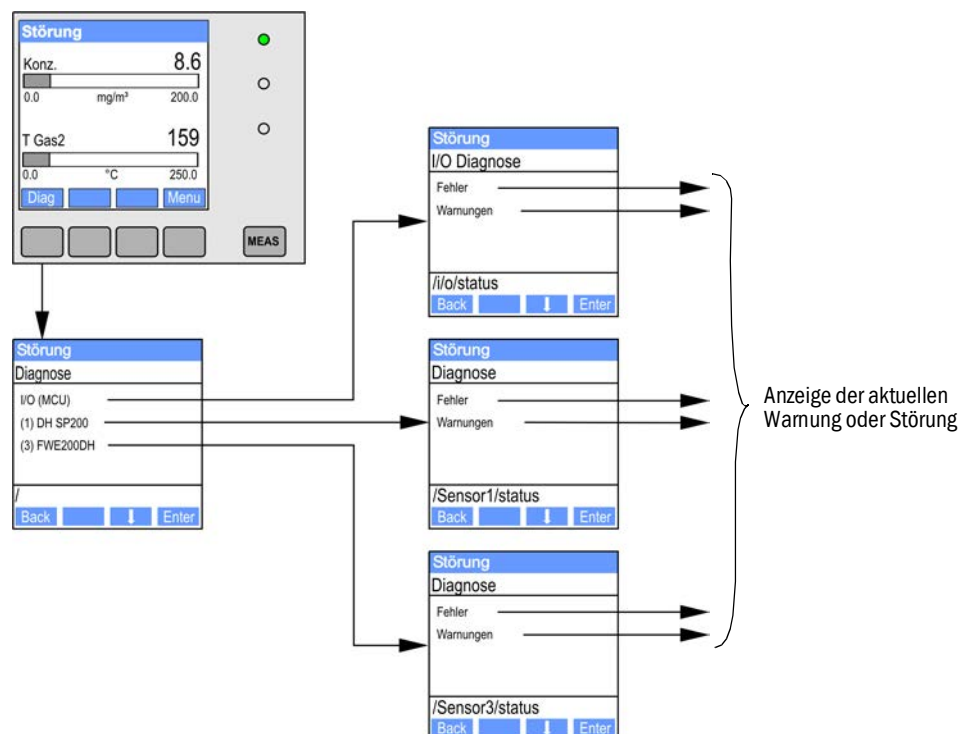 Störung
Konz. 8.6
0.0 mg/m³ 200.0
T Gas2 159
0.0 °C 250.0
Diag Menu
MEAS
Störung
Diagnose
I/O (MCU)
(1) DH SP200
(3) FWE200DH
/
Back Enter
Störung
I/O Diagnose
Fehler
Warnungen
/i/o/status
Back Enter
Störung
Diagnose
Fehler
Warnungen
/Sensor1/status
Back Enter
Störung
Diagnose
Fehler
Warnungen
/Sensor3/status
Back Enter
Anzeige der aktuellen
Warnung oder Störung